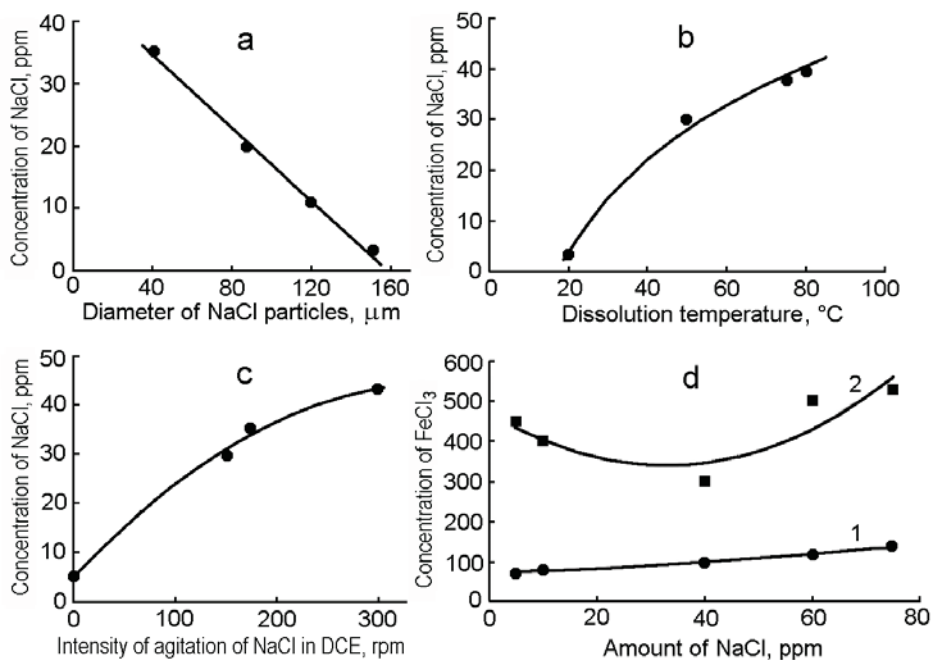 a
Concentration of NaCl, ppm
40
30
20
10
0
0 40 80 120 160
Diameter of NaCl particles, μm
b
Concentration of NaCl, ppm
50
40
30
20
10
0
0 20 40 60 80 100
Dissolution temperature, °C
c
Concentration of NaCl, ppm
50
40
30
20
10
0
0 100 200 300
Intensity of agitation of NaCl in DCE, rpm
d
Concentration of FeCl₃
600
500
400
300
200
100
0
2
1
0 20 40 60 80
Amount of NaCl, ppm